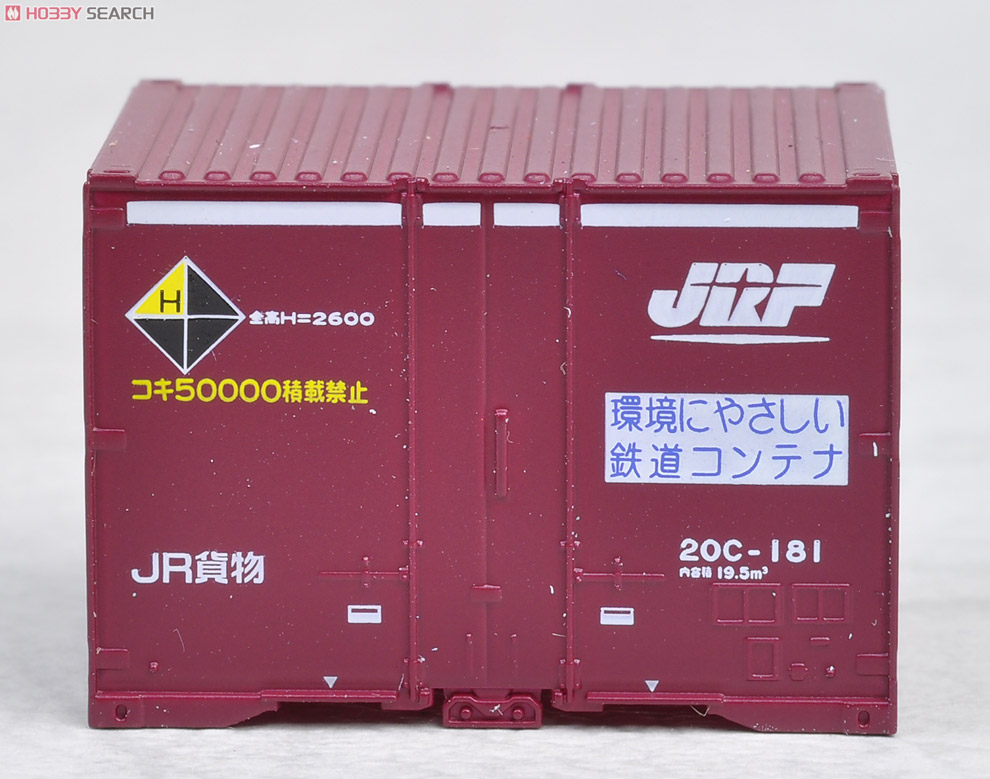 HOBBY SEARCH
H
全高H=2600
コキ50000積載禁止
JR貨物
JRF
環境にやさしい
鉄道コンテナ
20C-181
内容積 19.5m³